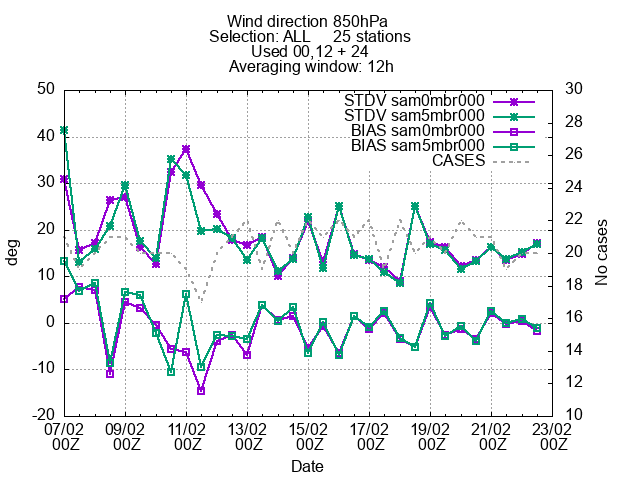 Wind direction 850hPa
Selection: ALL 25 stations
Used 00,12 + 24
Averaging window: 12h
STDV sam0mbr000
STDV sam5mbr000
BIAS sam0mbr000
BIAS sam5mbr000
CASES
50
40
30
20
10
0
-10
-20
deg
30
28
26
24
22
20
18
16
14
12
10
No cases
07/02 09/02 11/02 13/02 15/02 17/02 19/02 21/02 23/02
00Z 00Z 00Z 00Z 00Z 00Z 00Z 00Z 00Z
Date